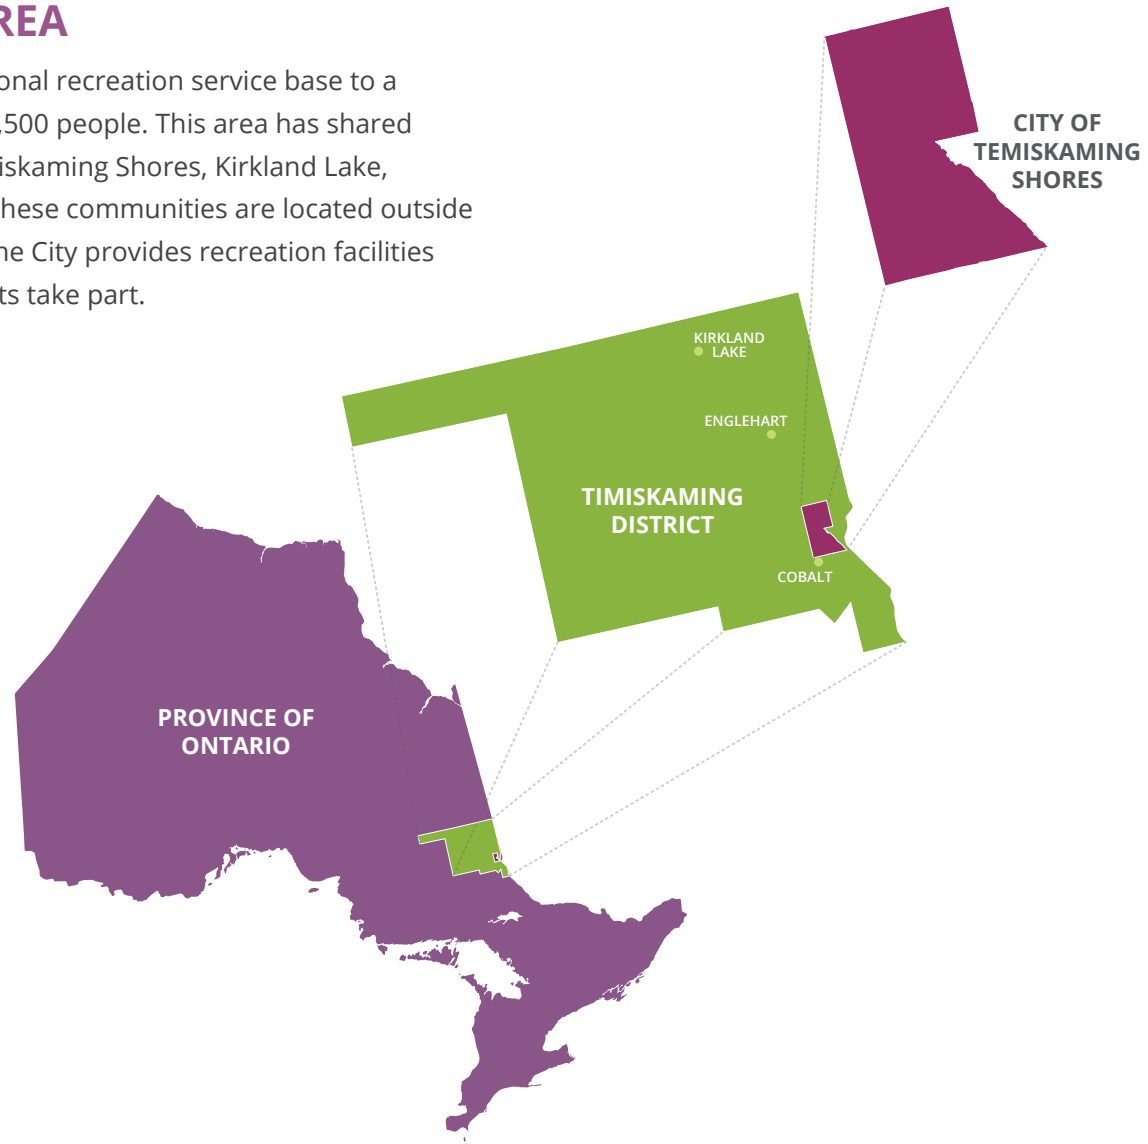 REA
onal recreation service base to a
,500 people. This area has shared
iskaming Shores, Kirkland Lake,
hese communities are located outside
he City provides recreation facilities
ts take part.
CITY OF
TEMISKAMING
SHORES
KIRKLAND
LAKE
ENGLEHART
TIMISKAMING
DISTRICT
COBALT
PROVINCE OF
ONTARIO